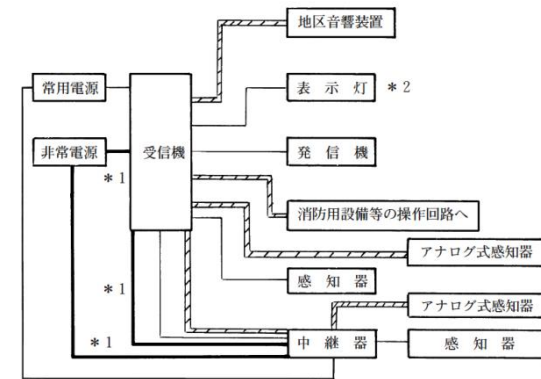 地区音響装置
常用電源
表示灯 *2
非常電源
受信機
発信機
*1
消防用設備等の操作回路へ
アナログ式感知器
感知器
*1
アナログ式感知器
*1
中継器
感知器